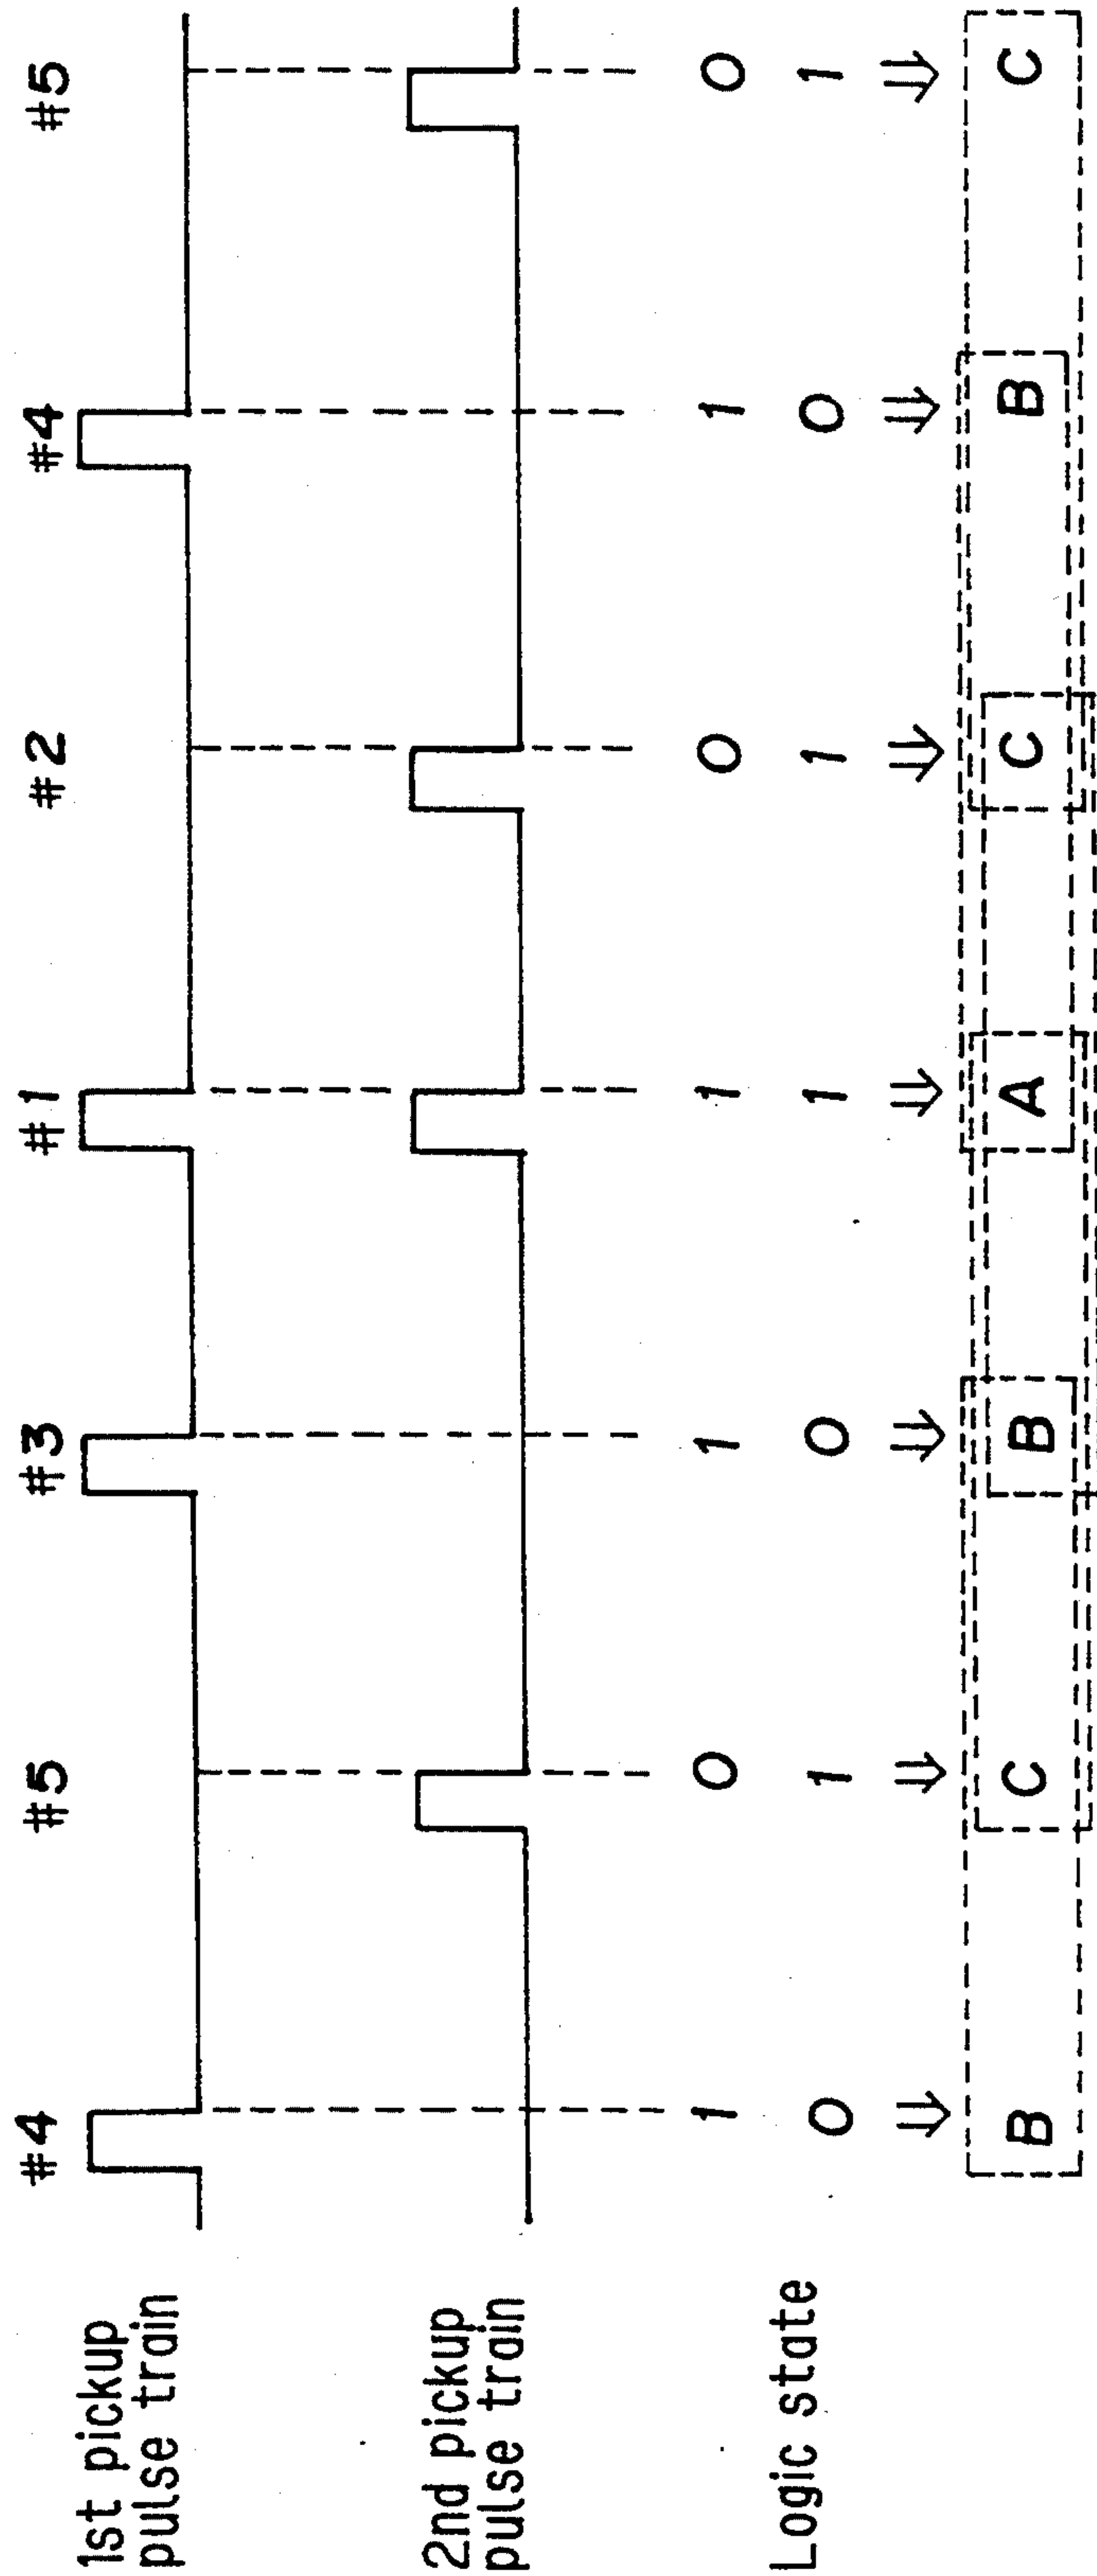 #4 #5 #3 #1 #2 #4 #5
1st pickup
pulse train
2nd pickup
pulse train
Logic state
1 0 1 1 0 1 0
0 1 0 1 1 0 1
⇒ ⇒ ⇒ ⇒ ⇒ ⇒ ⇒
B C B A C B C